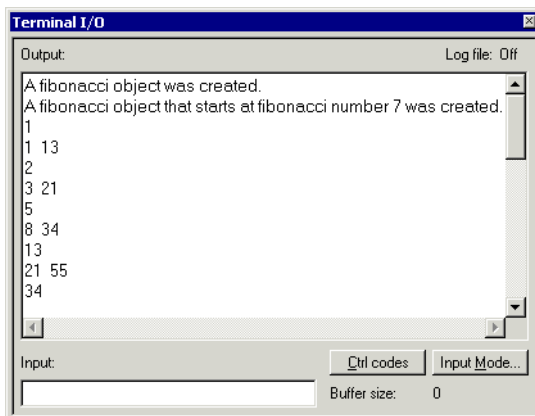 Terminal I/O
Output: Log file: Off
A fibonacci object was created.
A fibonacci object that starts at fibonacci number 7 was created.
1
1 13
2
3 21
5
8 34
13
21 55
34
Input: Ctrl codes Input Mode...
Buffer size: 0